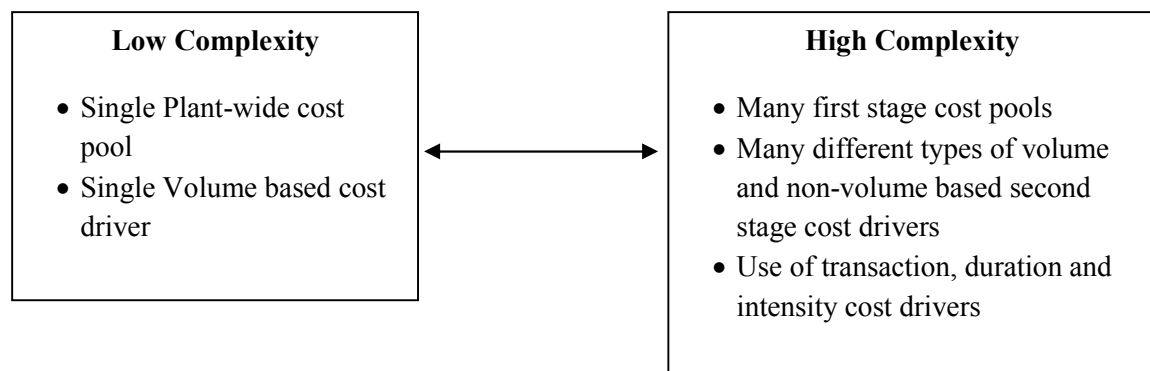 Low Complexity
• Single Plant-wide cost
pool
• Single Volume based cost
driver
High Complexity
• Many first stage cost pools
• Many different types of volume
and non-volume based second
stage cost drivers
• Use of transaction, duration and
intensity cost drivers